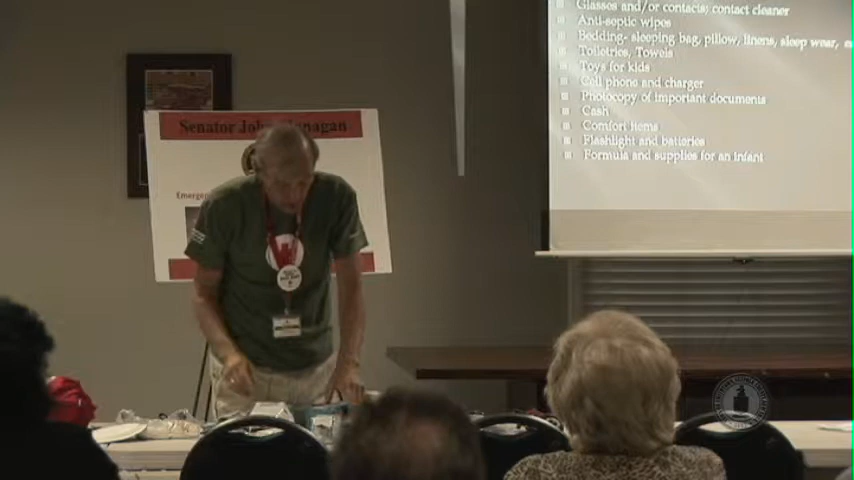 Glasses and/or contacts; contact cleaner
Anti-septic wipes
Bedding- sleeping bag, pillow, linens, sleep wear,
Toiletries, Towels
Toys for kids
Cell phone and charger
Photocopy of important documents
Cash
Comfort items
Flashlight and batteries
Formula and supplies for an infant
Senator